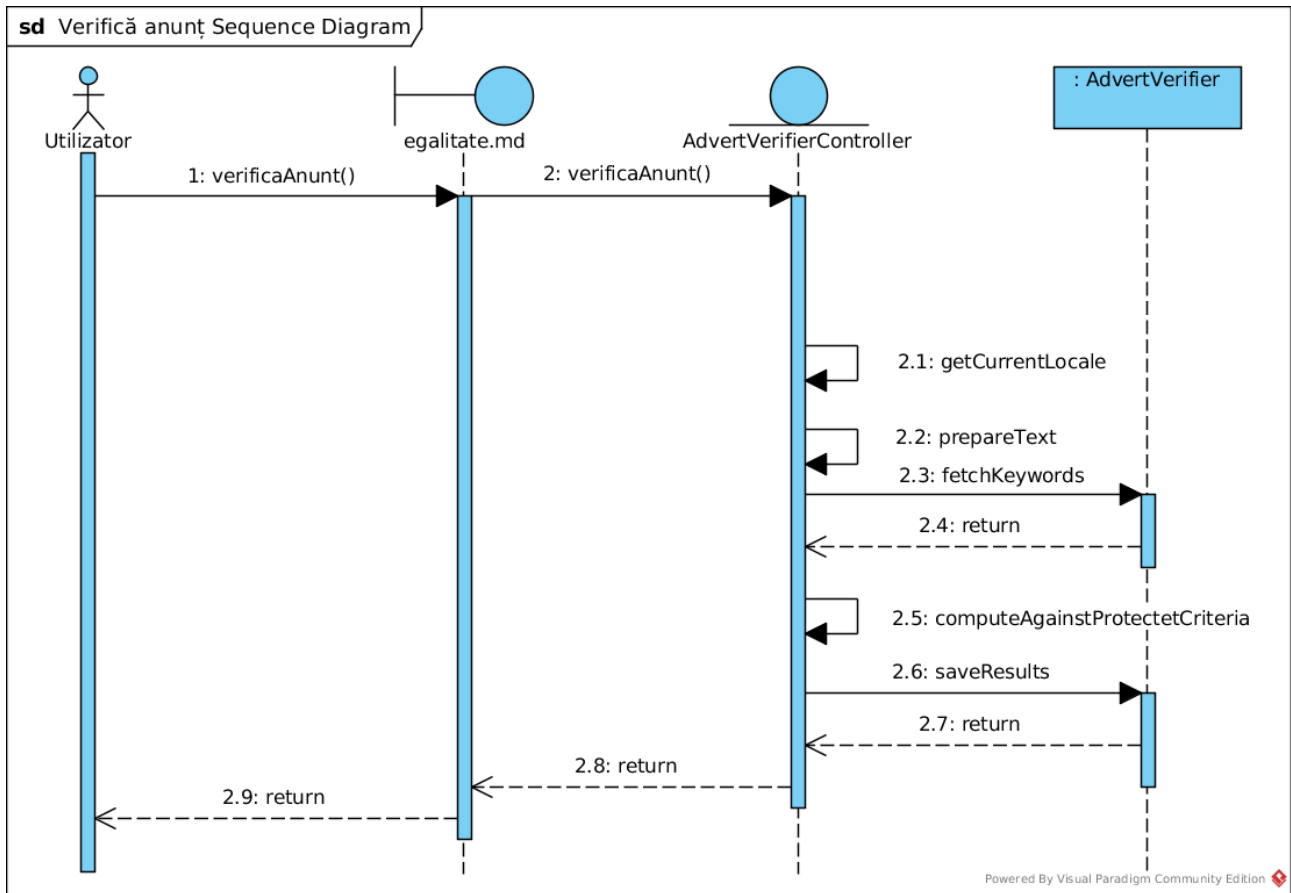 sd Verifică anunț Sequence Diagram
: AdvertVerifier
Utilizator
egalitate.md
AdvertVerifierController
1: verificaAnunt()
2: verificaAnunt()
2.1: getCurrentLocale
2.2: prepareText
2.3: fetchKeywords
2.4: return
2.5: computeAgainstProtectetCriteria
2.6: saveResults
2.7: return
2.8: return
2.9: return
Powered By Visual Paradigm Community Edition